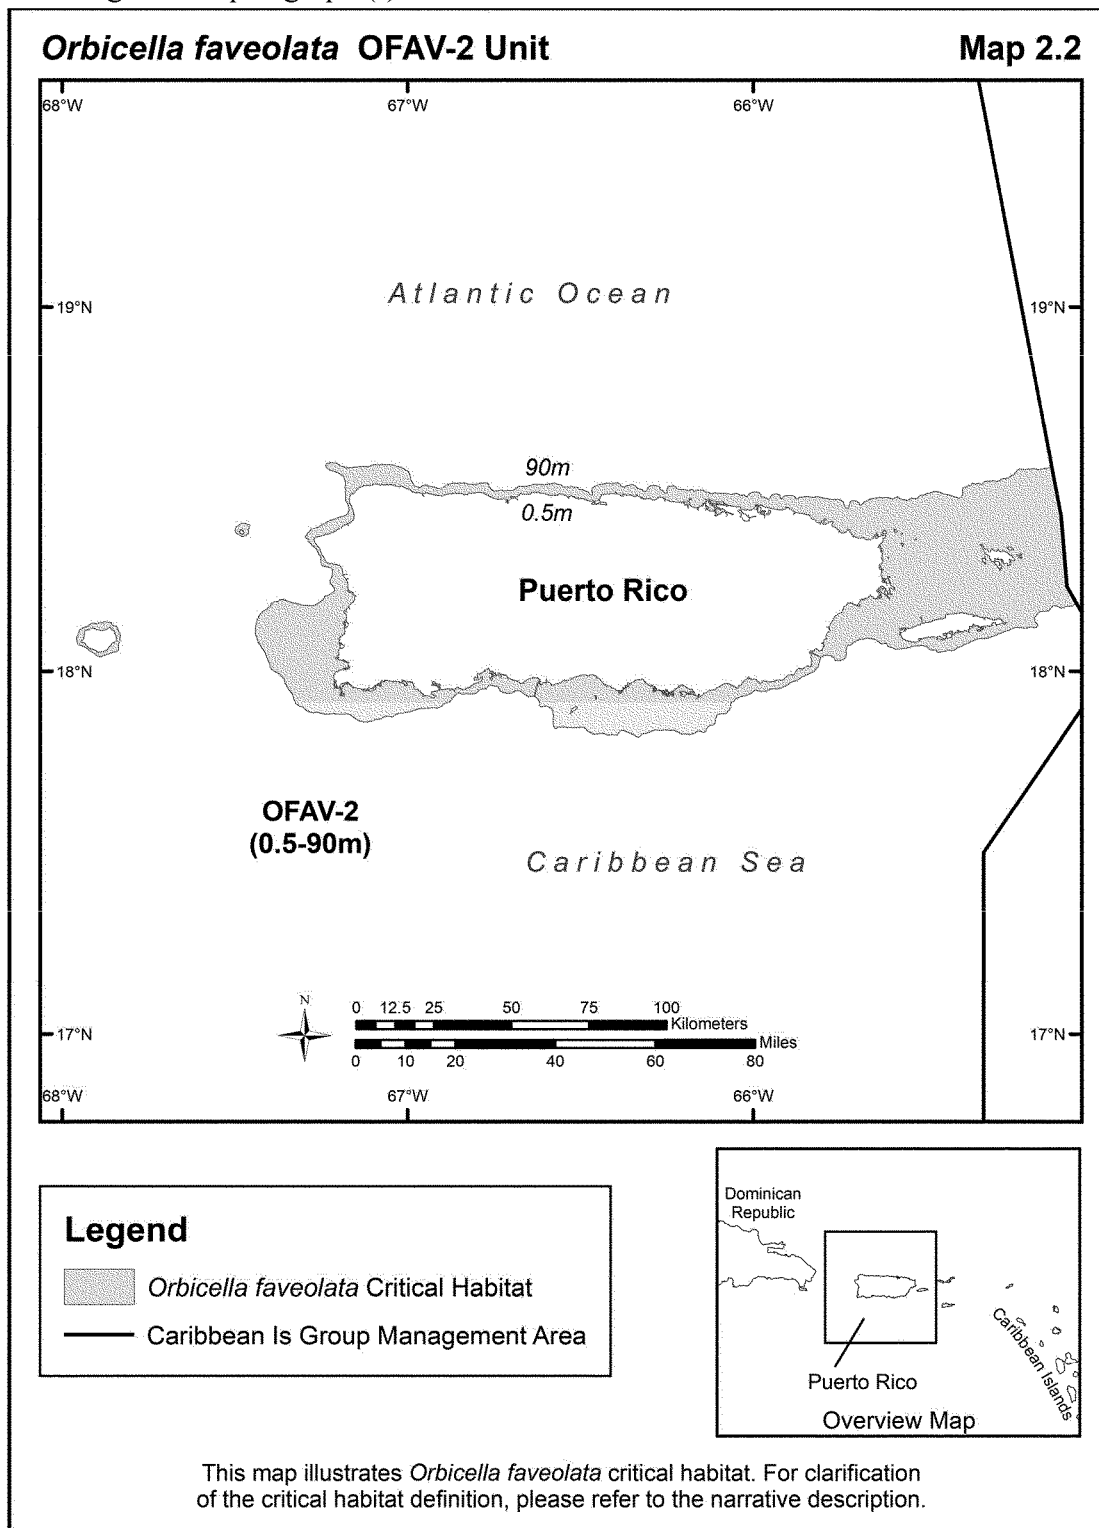 Orbicella faveolata OFAV-2 Unit
Map 2.2
68°W
67°W
66°W
Atlantic Ocean
19°N
19°N
90m
0.5m
Puerto Rico
18°N
18°N
OFAV-2
(0.5-90m)
Caribbean Sea
N
0 12.5 25 50 75 100
Kilometers
Miles
0 10 20 40 60 80
17°N
17°N
68°W
67°W
66°W
Legend
Orbicella faveolata Critical Habitat
Caribbean Is Group Management Area
Dominican
Republic
Caribbean Islands
Puerto Rico
Overview Map
This map illustrates Orbicella faveolata critical habitat. For clarification
of the critical habitat definition, please refer to the narrative description.